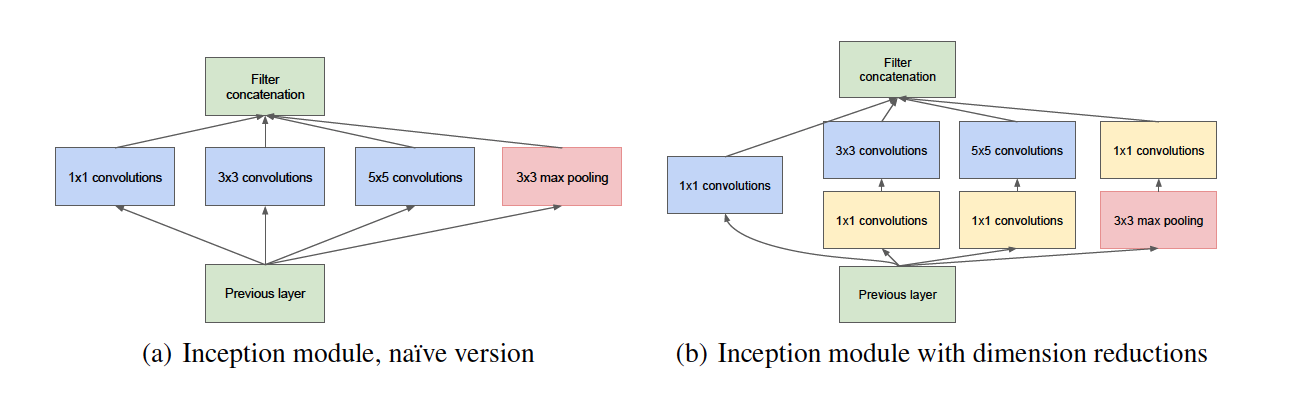 Filter
concatenation
1x1 convolutions
3x3 convolutions
5x5 convolutions
3x3 max pooling
Previous layer
(a) Inception module, naïve version
Filter
concatenation
3x3 convolutions
5x5 convolutions
1x1 convolutions
1x1 convolutions
1x1 convolutions
1x1 convolutions
3x3 max pooling
Previous layer
(b) Inception module with dimension reductions